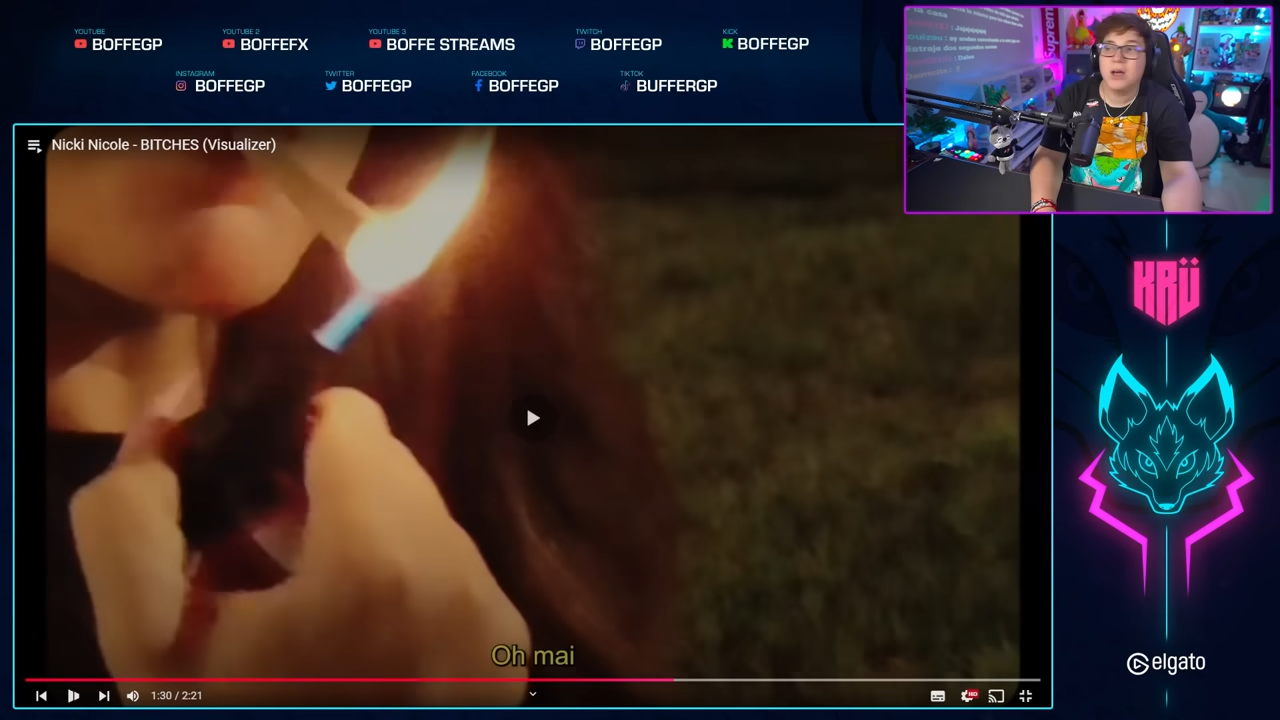 YOUTUBE
BOFFEGP
YOUTUBE 2
BOFFEFX
YOUTUBE 3
BOFFE STREAMS
TWITCH
BOFFEGP
KICK
BOFFEGP
INSTAGRAM
BOFFEGP
TWITTER
BOFFEGP
FACEBOOK
BOFFEGP
TIKTOK
BUFFERGP
Nicki Nicole - BITCHES (Visualizer)
Oh mai
1:30 / 2:21
HD
KRÜ
elgato